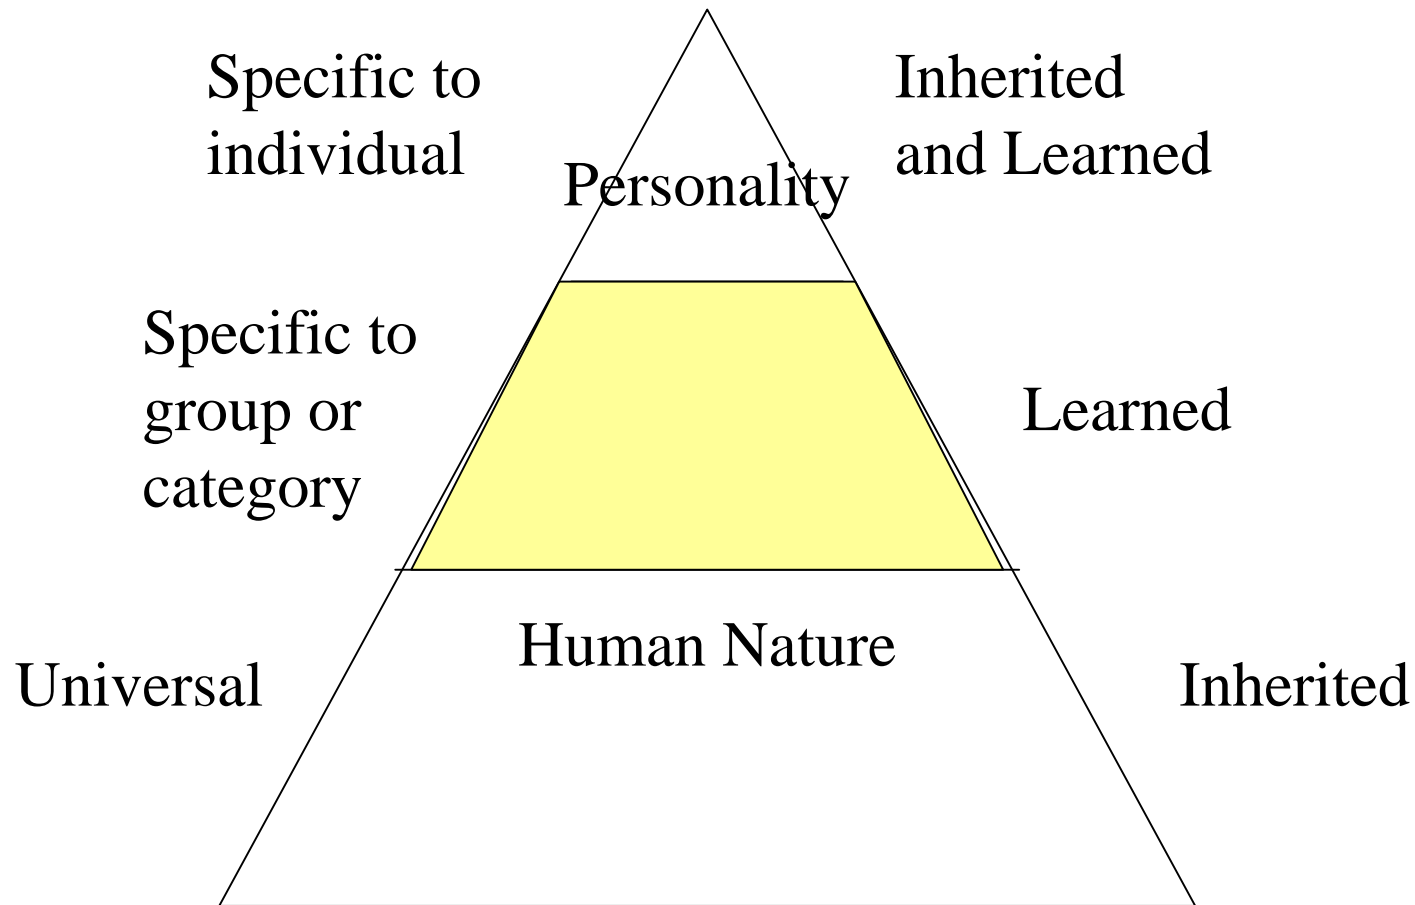 Specific to
individual
Personality
Inherited
and Learned
Specific to
group or
category
Learned
Human Nature
Universal
Inherited